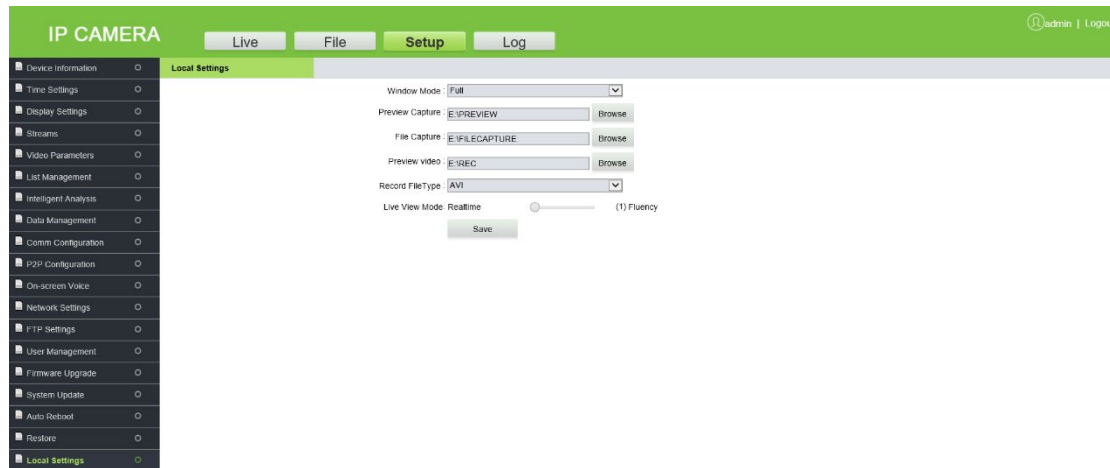 IP CAMERA
Live
File
Setup
Log
admin | Logou
Device Information
Time Settings
Display Settings
Streams
Video Parameters
List Management
Intelligent Analysis
Data Management
Comm Configuration
P2P Configuration
On-screen Voice
Network Settings
FTP Settings
User Management
Firmware Upgrade
System Update
Auto Reboot
Restore
Local Settings
Local Settings
Window Mode : Full
Preview Capture : E:\PREVIEW Browse
File Capture : E:\FILECAPTURE Browse
Preview video : E:\REC Browse
Record FileType : AVI
Live View Mode: Realtime (1) Fluency
Save